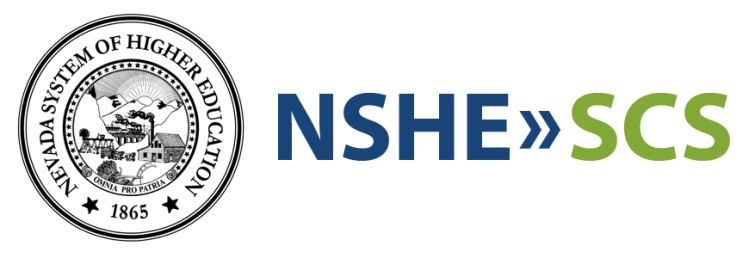 NEVADA SYSTEM OF HIGHER EDUCATION
OMNIA PRO PATRIA
★ 1865 ★
NSHE»SCS